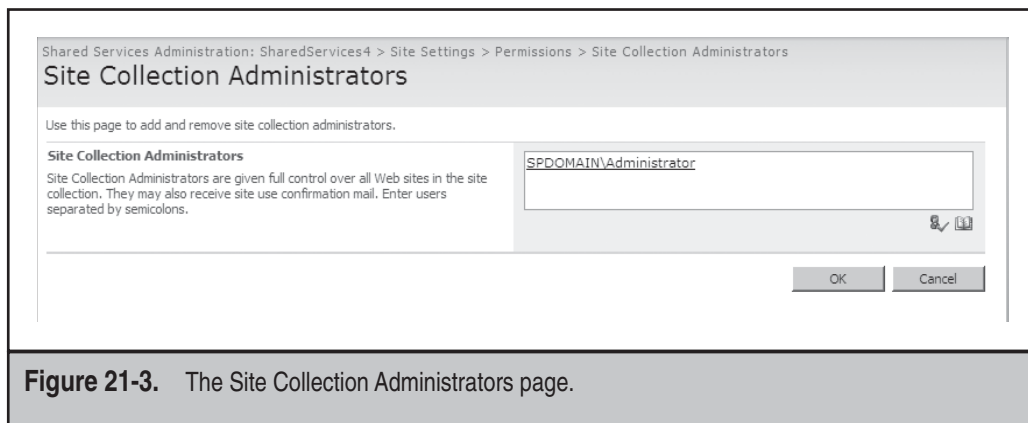 Shared Services Administration: SharedServices4 > Site Settings > Permissions > Site Collection Administrators
Site Collection Administrators
Use this page to add and remove site collection administrators.
Site Collection Administrators
Site Collection Administrators are given full control over all Web sites in the site
collection. They may also receive site use confirmation mail. Enter users
separated by semicolons.
SPDOMAIN\Administrator
OK
Cancel
Figure 21-3. The Site Collection Administrators page.